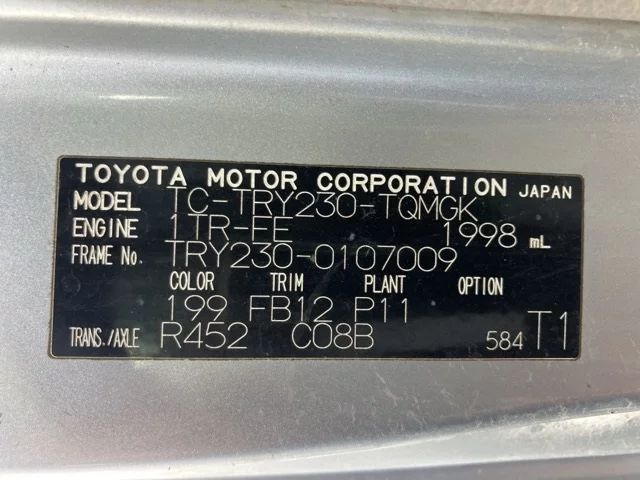 TOYOTA MOTOR CORPORATION JAPAN
MODEL TC-TRY230-TQMGK
ENGINE 1TR-FE 1998 mL
FRAME No. TRY230-0107009
COLOR TRIM PLANT OPTION
199 FB12 P11
TRANS./AXLE R452 C08B 584 T1